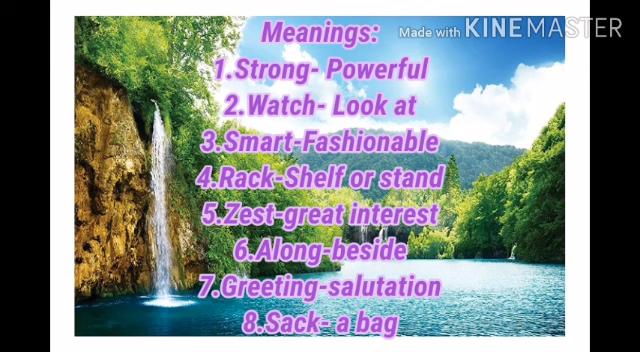 Meanings:
Made with KINEMASTER
1.Strong- Powerful
2.Watch- Look at
3.Smart-Fashionable
4.Rack-Shelf or stand
5.Zest-great interest
6.Along-beside
7.Greeting-salutation
8.Sack- a bag